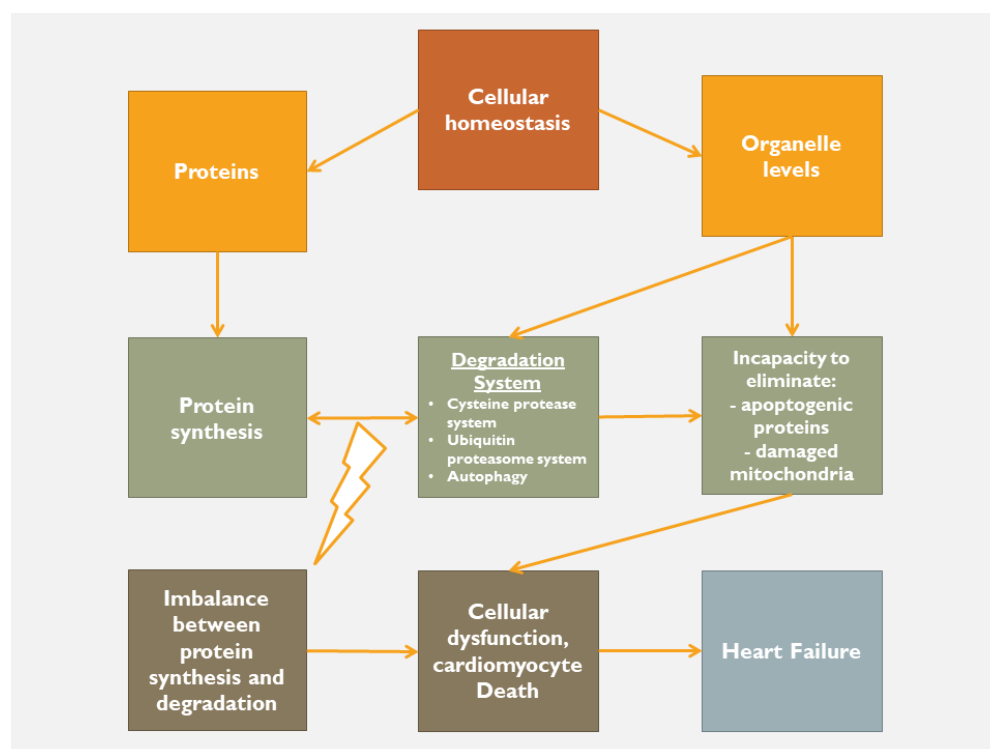 Cellular
homeostasis
Proteins
Organelle
levels
Protein
synthesis
Degradation
System
• Cysteine protease
system
• Ubiquitin
proteasome system
• Autophagy
Incapacity to
eliminate:
- apoptogenic
proteins
- damaged
mitochondria
Imbalance
between
protein
synthesis and
degradation
Cellular
dysfunction,
cardiomyocyte
Death
Heart Failure